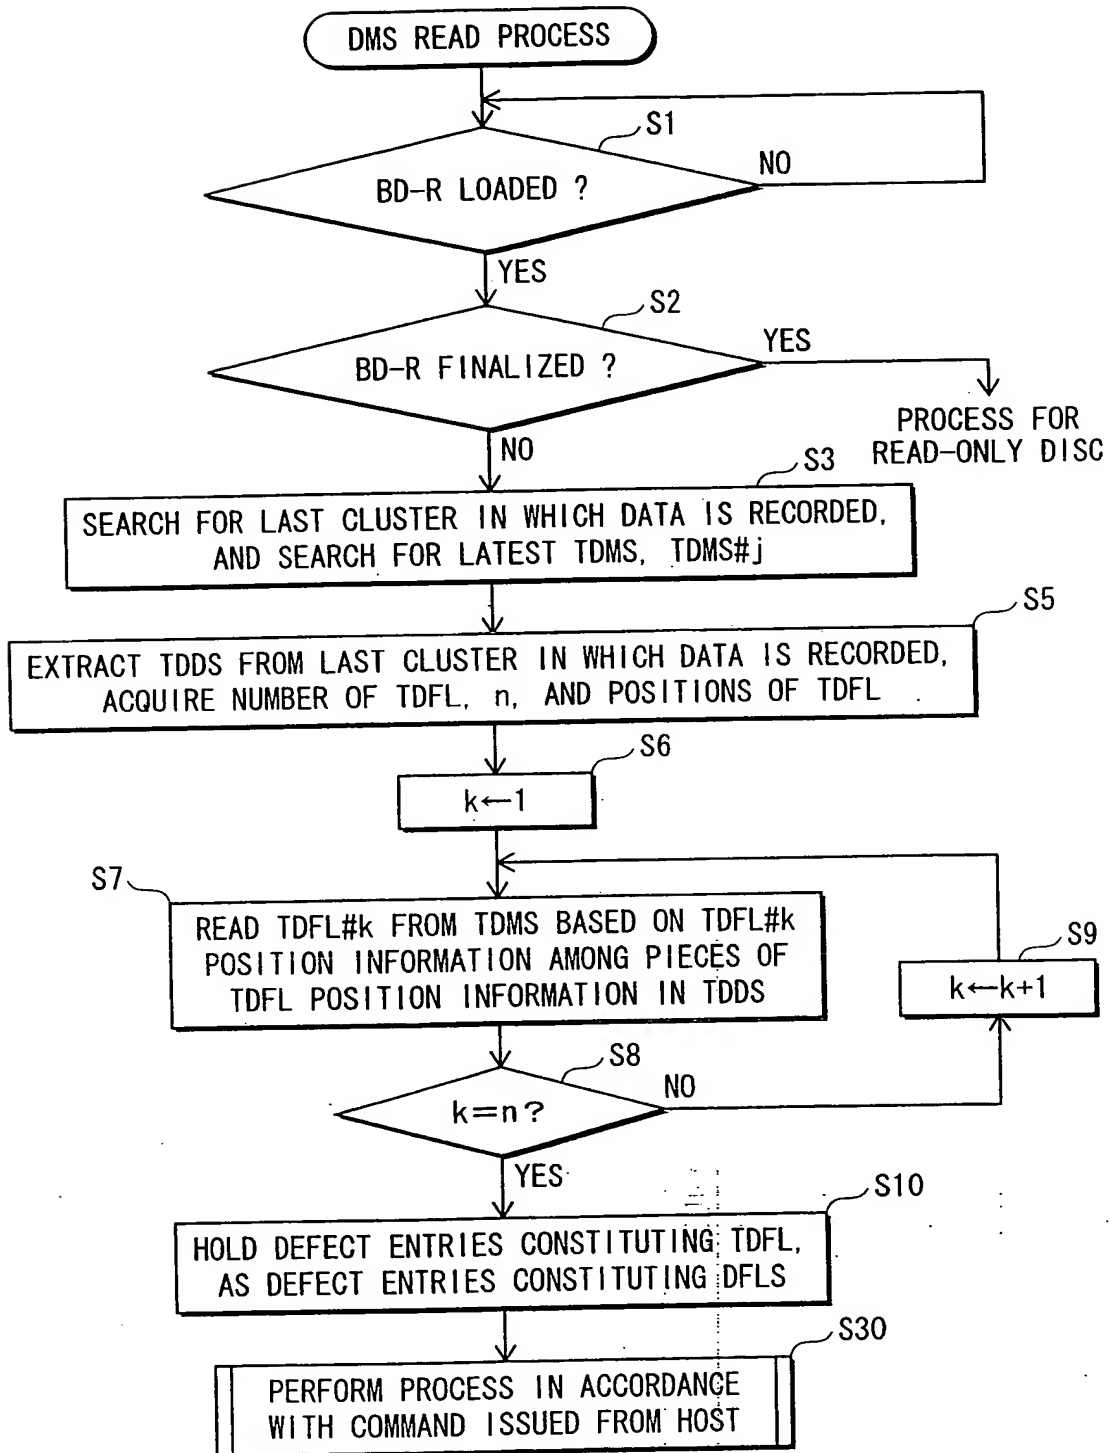 DMS READ PROCESS
S1
BD-R LOADED ?
NO
YES
S2
BD-R FINALIZED ?
YES
PROCESS FOR
READ-ONLY DISC
NO
S3
SEARCH FOR LAST CLUSTER IN WHICH DATA IS RECORDED,
AND SEARCH FOR LATEST TDMS, TDMS#j
S5
EXTRACT TDDS FROM LAST CLUSTER IN WHICH DATA IS RECORDED,
ACQUIRE NUMBER OF TDFL, n, AND POSITIONS OF TDFL
S6
k←1
S7
READ TDFL#k FROM TDMS BASED ON TDFL#k
POSITION INFORMATION AMONG PIECES OF
TDFL POSITION INFORMATION IN TDDS
S9
k←k+1
S8
k=n?
NO
YES
S10
HOLD DEFECT ENTRIES CONSTITUTING TDFL,
AS DEFECT ENTRIES CONSTITUTING DFLS
S30
PERFORM PROCESS IN ACCORDANCE
WITH COMMAND ISSUED FROM HOST